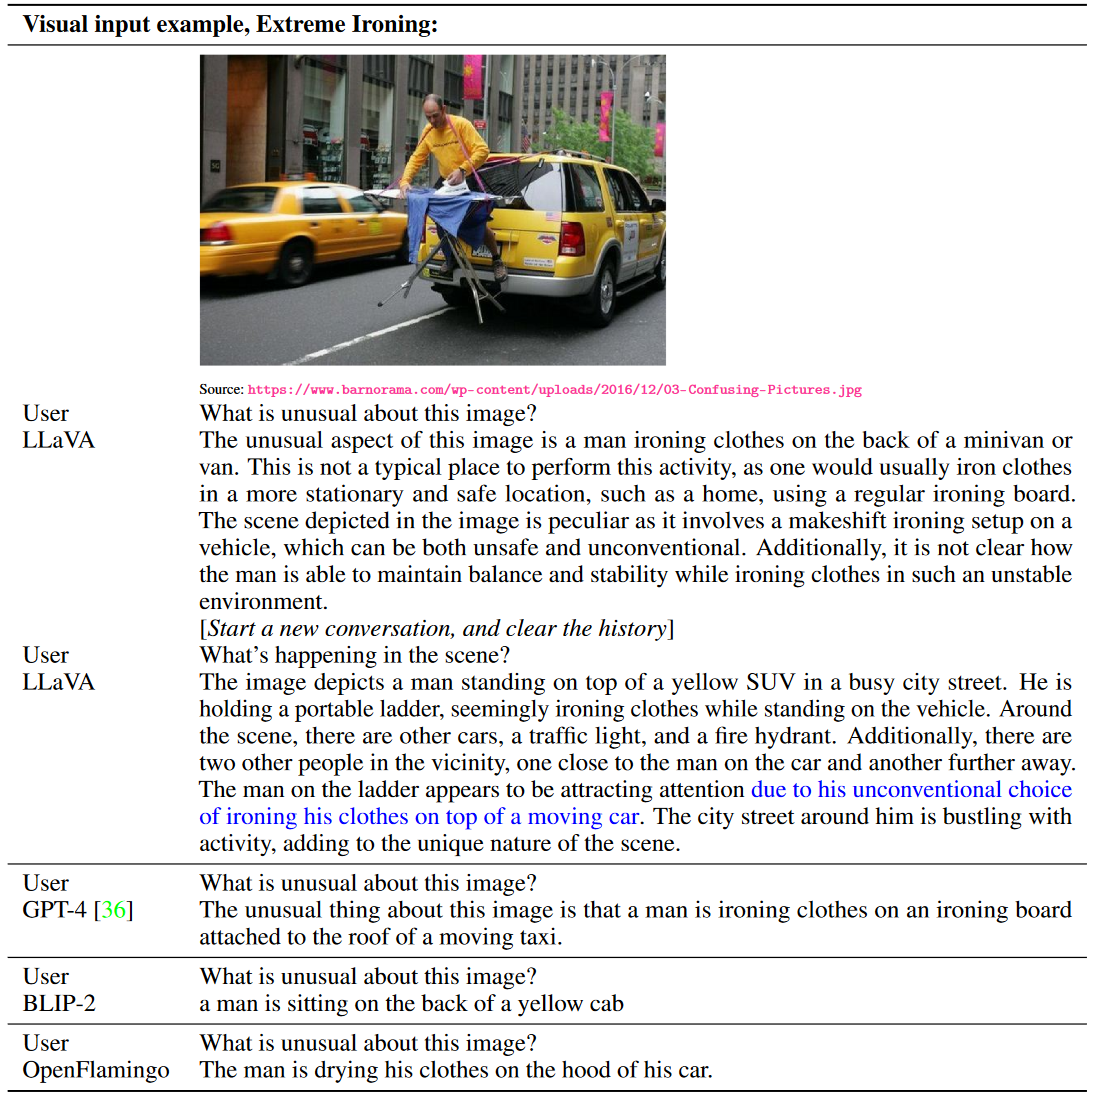 Visual input example, Extreme Ironing:
Source: https://www.barnorama.com/wp-content/uploads/2016/12/03-Confusing-Pictures.jpg
User What is unusual about this image?
LLaVA The unusual aspect of this image is a man ironing clothes on the back of a minivan or
van. This is not a typical place to perform this activity, as one would usually iron clothes
in a more stationary and safe location, such as a home, using a regular ironing board.
The scene depicted in the image is peculiar as it involves a makeshift ironing setup on a
vehicle, which can be both unsafe and unconventional. Additionally, it is not clear how
the man is able to maintain balance and stability while ironing clothes in such an unstable
environment.
[Start a new conversation, and clear the history]
User What's happening in the scene?
LLaVA The image depicts a man standing on top of a yellow SUV in a busy city street. He is
holding a portable ladder, seemingly ironing clothes while standing on the vehicle. Around
the scene, there are other cars, a traffic light, and a fire hydrant. Additionally, there are
two other people in the vicinity, one close to the man on the car and another further away.
The man on the ladder appears to be attracting attention due to his unconventional choice
of ironing his clothes on top of a moving car. The city street around him is bustling with
activity, adding to the unique nature of the scene.
User What is unusual about this image?
GPT-4 [36] The unusual thing about this image is that a man is ironing clothes on an ironing board
attached to the roof of a moving taxi.
User What is unusual about this image?
BLIP-2 a man is sitting on the back of a yellow cab
User What is unusual about this image?
OpenFlamingo The man is drying his clothes on the hood of his car.